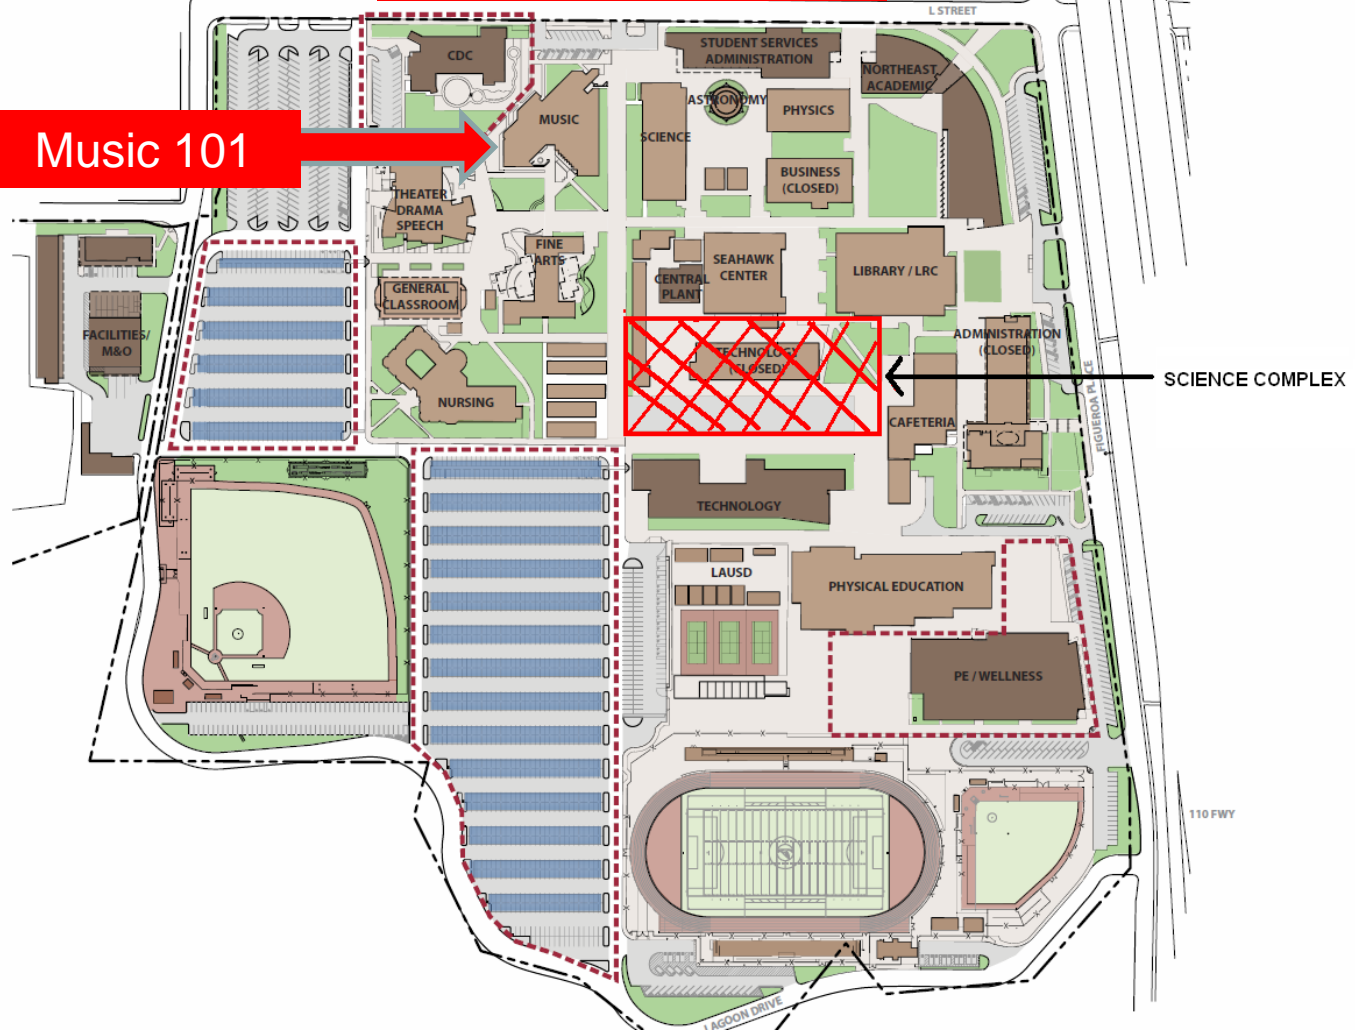 L STREET
CDC
STUDENT SERVICES
ADMINISTRATION
NORTHEAST
ACADEMIC
ASTRONOMY
PHYSICS
MUSIC
SCIENCE
Music 101
BUSINESS
(CLOSED)
THEATER
DRAMA
SPEECH
FINE
ARTS
SEAHAWK
CENTER
LIBRARY / LRC
CENTRAL
PLANT
GENERAL
CLASSROOM
FACILITIES/
M&O
ADMINISTRATION
(CLOSED)
TECHNOLOGY
(CLOSED)
SCIENCE COMPLEX
NURSING
CAFETERIA
FIGUEROA PLACE
TECHNOLOGY
LAUSD
PHYSICAL EDUCATION
PE / WELLNESS
110 FWY
LAGOON DRIVE